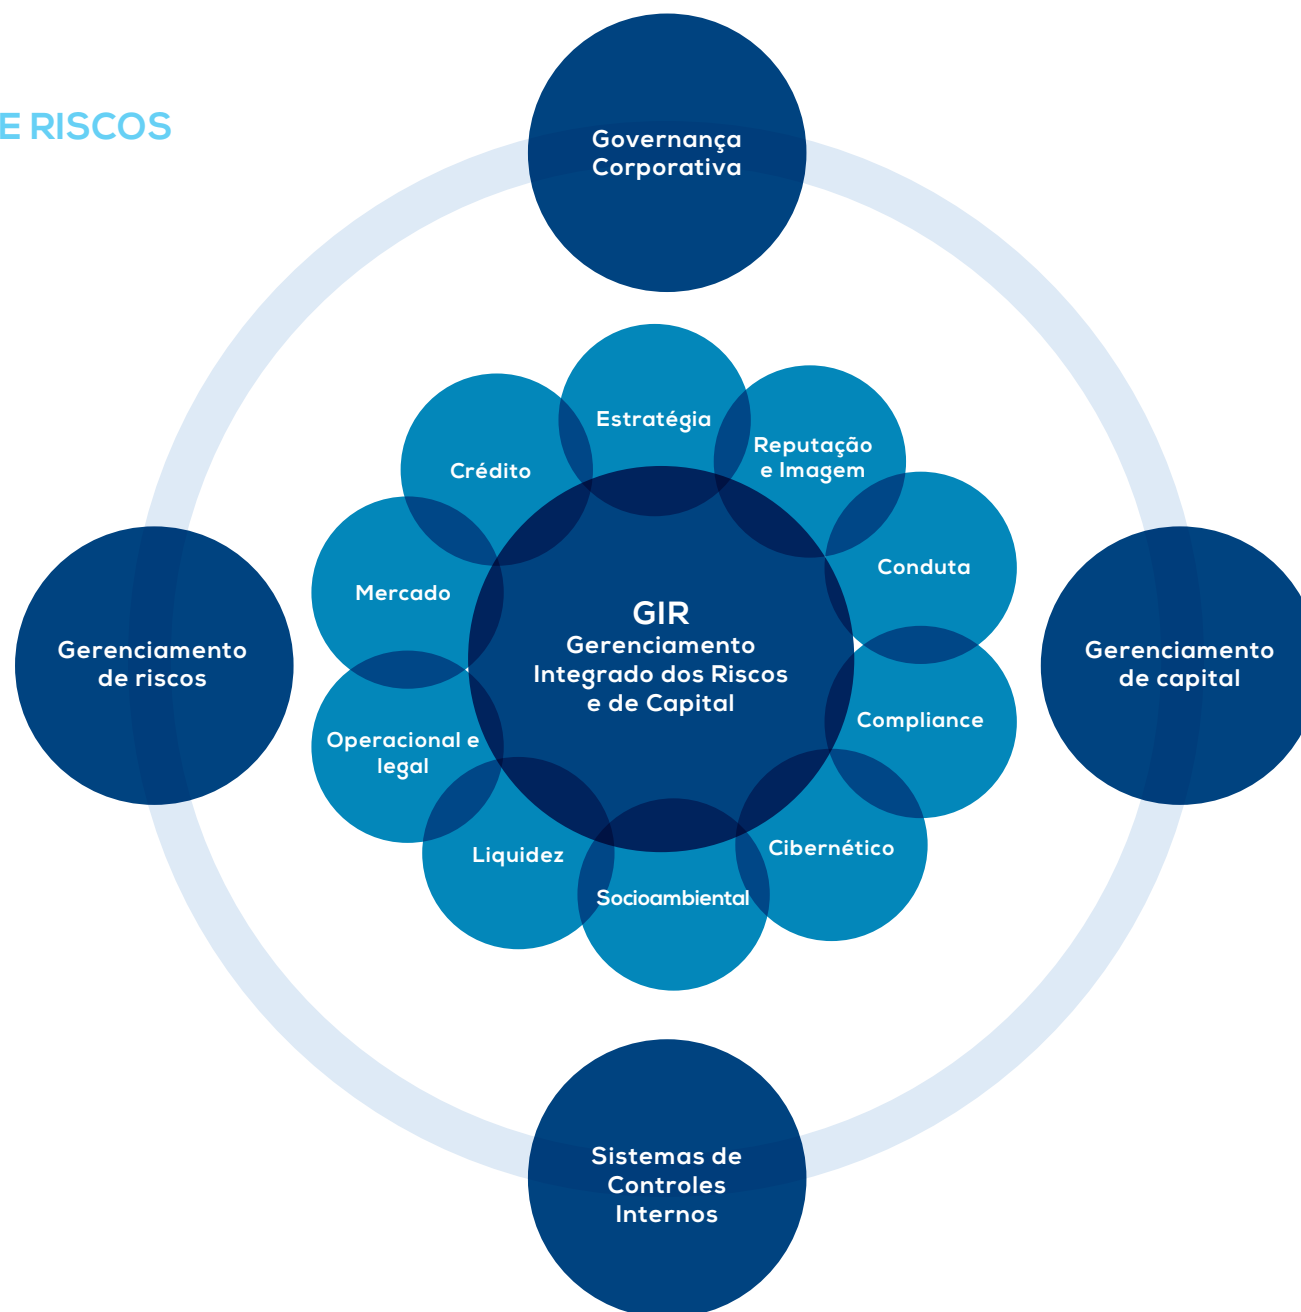 E RISCOS
Governança
Corporativa
Estratégia
Reputação
e Imagem
Crédito
Conduta
Mercado
GIR
Gerenciamento
Integrado dos Riscos
e de Capital
Gerenciamento
de riscos
Gerenciamento
de capital
Compliance
Operacional e
legal
Cibernético
Liquidez
Socioambiental
Sistemas de
Controles
Internos